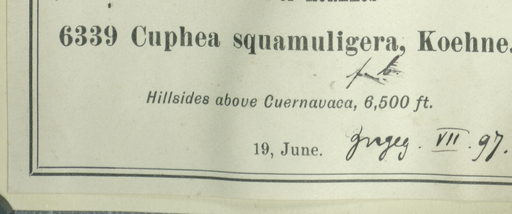 6339 Cuphea squamuligera, Koehne.
Hillsides above Cuernavaca, 6,500 ft.
19, June. VII. 97.